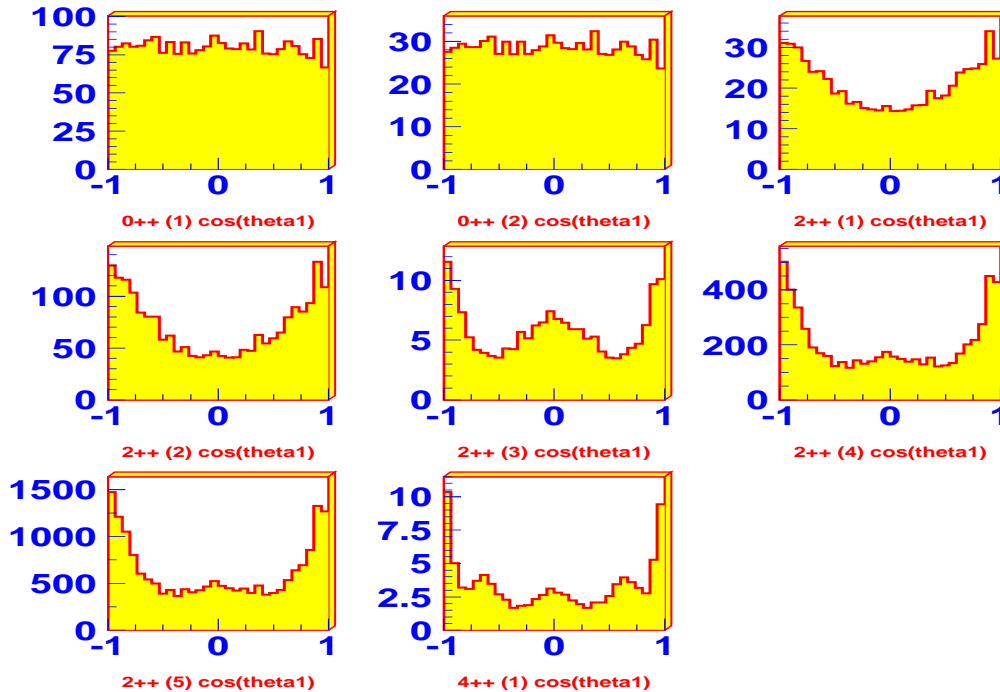 100
75
50
25
0
-1 0 1
0++ (1) cos(theta1)
30
20
10
0
-1 0 1
0++ (2) cos(theta1)
30
20
10
0
-1 0 1
2++ (1) cos(theta1)
100
50
0
-1 0 1
2++ (2) cos(theta1)
10
5
0
-1 0 1
2++ (3) cos(theta1)
400
200
0
-1 0 1
2++ (4) cos(theta1)
1500
1000
500
0
-1 0 1
2++ (5) cos(theta1)
10
7.5
5
2.5
0
-1 0 1
4++ (1) cos(theta1)